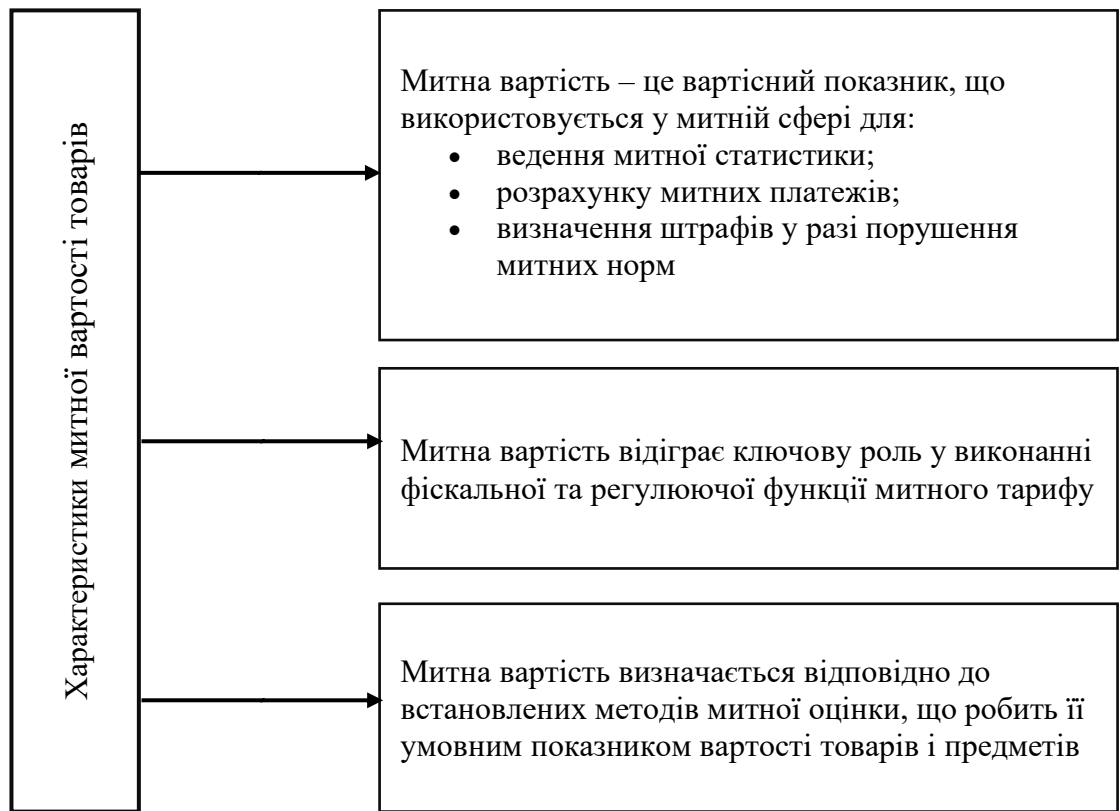 Характеристики митної вартості товарів
Митна вартість – це вартісний показник, що
використовується у митній сфері для:
• ведення митної статистики;
• розрахунку митних платежів;
• визначення штрафів у разі порушення
митних норм
Митна вартість відіграє ключову роль у виконанні
фіскальної та регулюючої функції митного тарифу
Митна вартість визначається відповідно до
встановлених методів митної оцінки, що робить її
умовним показником вартості товарів і предметів